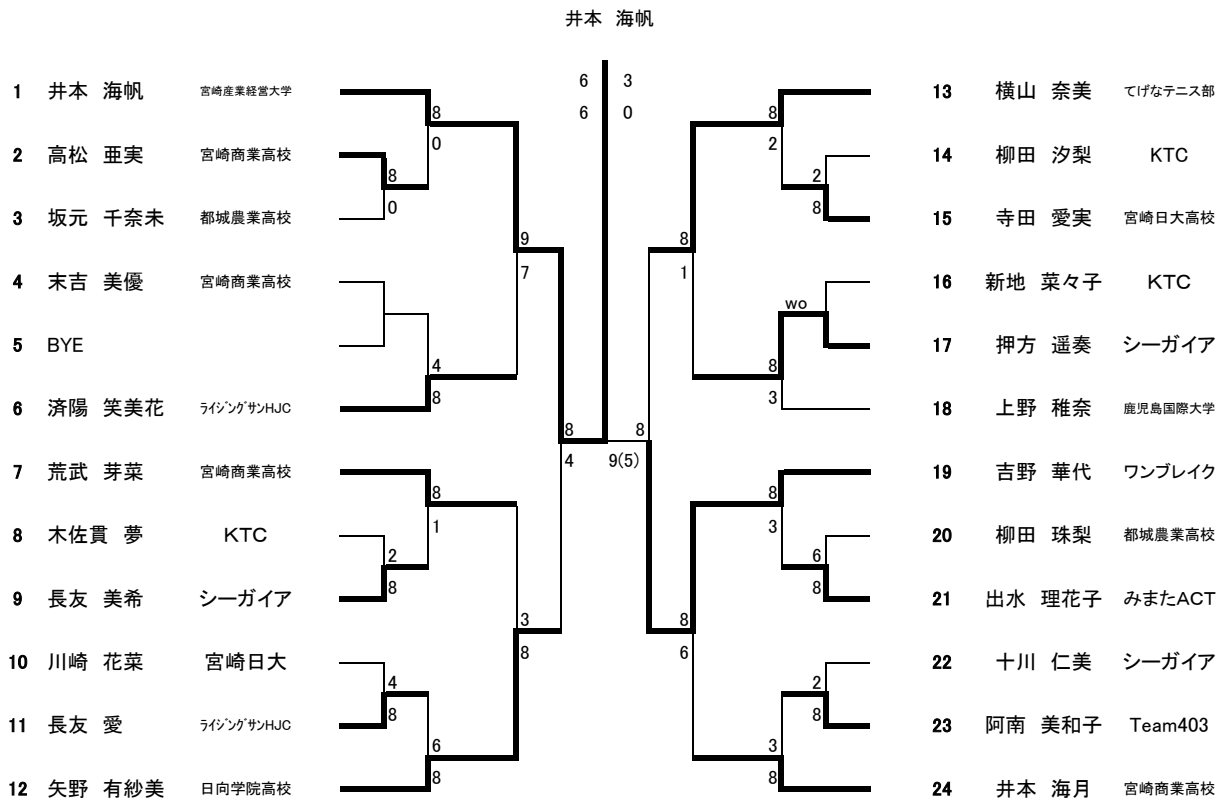 井本 海帆
6 3
6 0
1 井本 海帆 宮崎産業経営大学
8
0
2 高松 亜実 宮崎商業高校
8
0
3 坂元 千奈未 都城農業高校
9
7
4 末吉 美優 宮崎商業高校
5 BYE
4
8
6 済陽 笑美花 ライジングサンHJC
8
4
7 荒武 芽菜 宮崎商業高校
8
1
8 木佐貫 夢 KTC
2
8
9 長友 美希 シーガイア
3
8
10 川崎 花菜 宮崎日大
4
8
11 長友 愛 ライジングサンHJC
6
8
12 矢野 有紗美 日向学院高校
13 横山 奈美 てげなテニス部
8
2
14 柳田 汐梨 KTC
2
8
15 寺田 愛実 宮崎日大高校
8
1
16 新地 菜々子 KTC
wo
17 押方 遥奏 シーガイア
8
3
18 上野 稚奈 鹿児島国際大学
8
9(5)
19 吉野 華代 ワンブレイク
8
3
20 柳田 珠梨 都城農業高校
6
8
21 出水 理花子 みまたACT
8
6
22 十川 仁美 シーガイア
2
8
23 阿南 美和子 Team403
3
8
24 井本 海月 宮崎商業高校